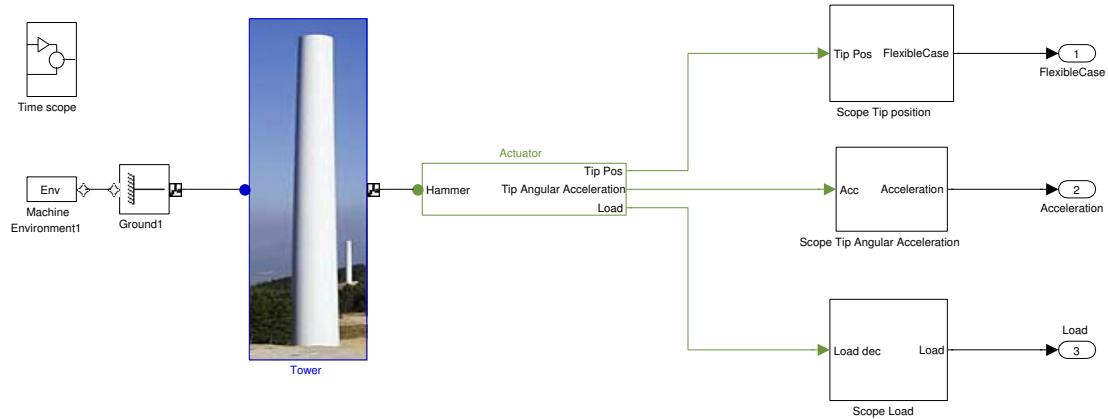 Time scope
Env
Machine
Environment1
Ground1
Tower
Actuator
Hammer
Tip Pos
Tip Angular Acceleration
Load
Tip Pos
FlexibleCase
Scope Tip position
1
FlexibleCase
Acc
Acceleration
Scope Tip Angular Acceleration
2
Acceleration
Load dec
Load
Scope Load
Load
3